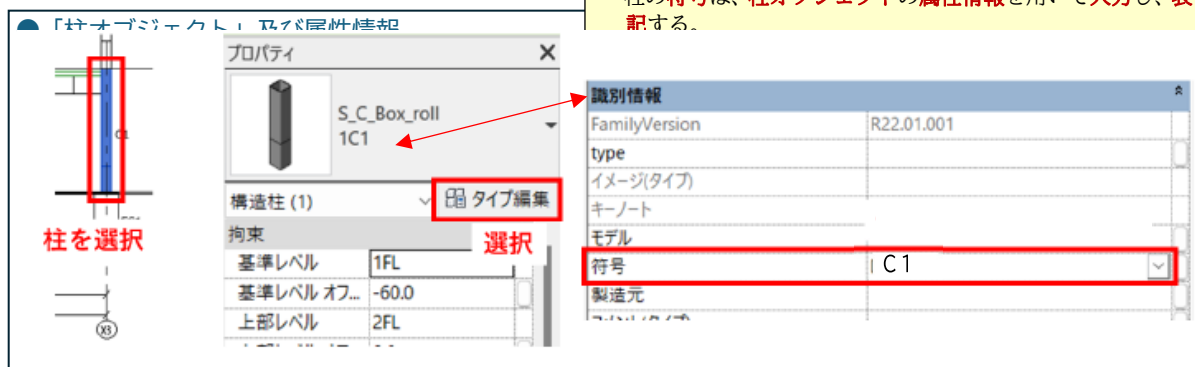 ●「柱オブジェクト」及び属性情報
柱の符号は、柱オブジェクトの属性情報を用いて入力し、表
記する。
C1
柱を選択
X3
プロパティ
S_C_Box_roll
1C1
構造柱 (1)
タイプ編集
選択
拘束
基準レベル 1FL
基準レベル オフ... -60.0
上部レベル 2FL
識別情報
FamilyVersion R22.01.001
type
イメージ(タイプ)
キーノート
モデル
符号 C1
製造元